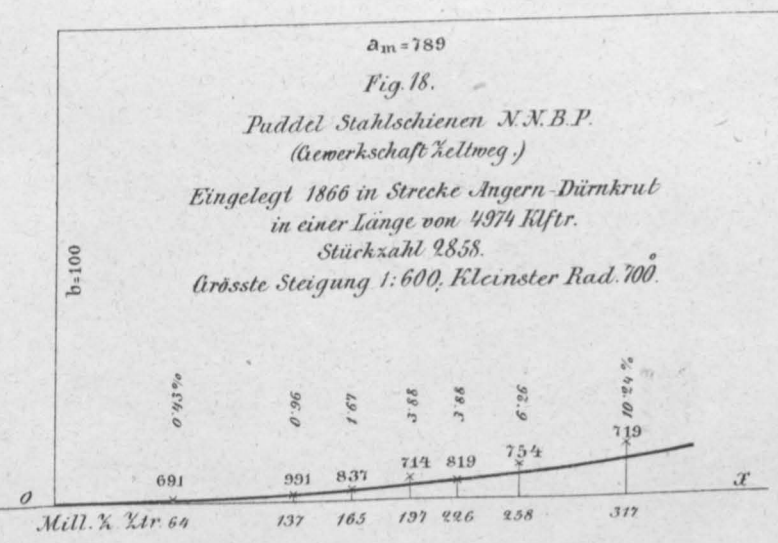 am=789
Fig. 18.
Puddel Stahlschienen N.N.B.P.
(Gewerkschaft Zeltweg.)
Eingelegt 1866 in Strecke Angern-Dürnkrut
in einer Länge von 4974 Klftr.
Stückzahl 2858.
Grösste Steigung 1:600, Kleinster Rad. 700°.
b=100
0·43% 0·96 1·67 3·88 3·88 6·26 10·24%
691 991 837 714 819 754 719
0 x
Mill. Ztr. 64 137 165 197 226 258 317